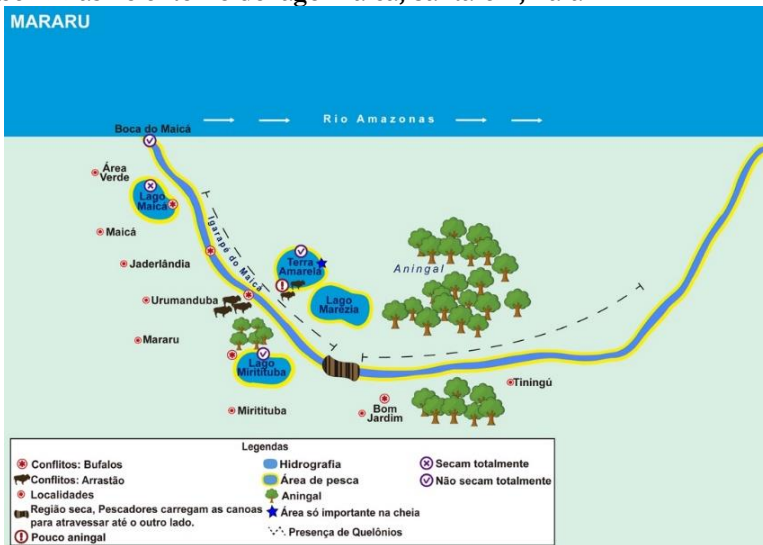 MARARU
Rio Amazonas
Boca do Maicá
Área
Verde
Lago
Maicá
Maicá
Igarapé do Maicá
Jaderlândia
Terra
Amarela
Aningal
Urumanduba
Lago
Marézia
Mararu
Lago
Miritituba
Tiningú
Miritituba
Bom
Jardim
Legendas
Conflitos: Bufalos
Conflitos: Arrastão
Localidades
Região seca, Pescadores carregam as canoas
para atravessar até o outro lado.
Pouco aningal
Hidrografia
Área de pesca
Aningal
Área só importante na cheia
Presença de Quelônios
Secam totalmente
Não secam totalmente